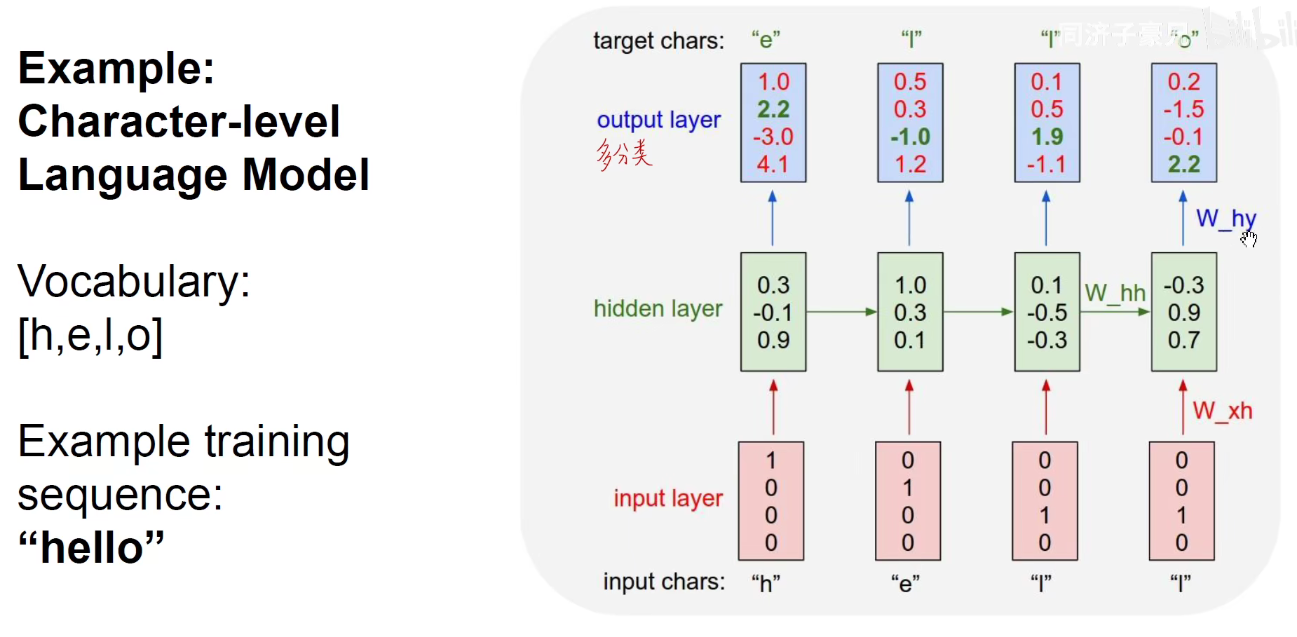 Example:
Character-level
Language Model
Vocabulary:
[h,e,l,o]
Example training
sequence:
“hello”
同济子豪兄 bilibili
target chars: “e” “l” “l” “o”
1.0 0.5 0.1 0.2
2.2 0.3 0.5 -1.5
output layer
-3.0 -1.0 1.9 -0.1
多分类
4.1 1.2 -1.1 2.2
W_hy
0.3 1.0 0.1 -0.3
W_hh
hidden layer
-0.1 0.3 -0.5 0.9
0.9 0.1 -0.3 0.7
W_xh
1 0 0 0
0 1 0 0
input layer
0 0 1 1
0 0 0 0
input chars: “h” “e” “l” “l”